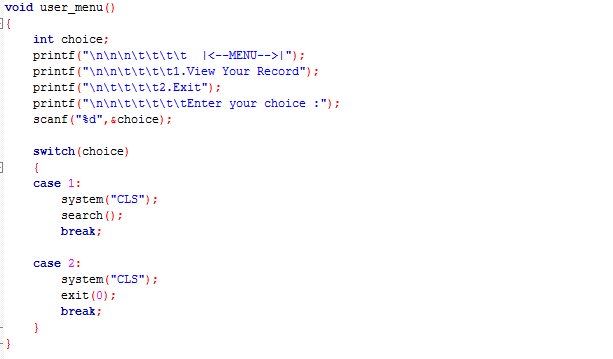 void user_menu()
{
    int choice;
    printf("\n\n\n\t\t\t\t  |<--MENU-->|");
    printf("\n\n\t\t\t\t1.View Your Record");
    printf("\n\t\t\t\t2.Exit");
    printf("\n\n\t\t\t\t\tEnter your choice :");
    scanf("%d",&choice);
    switch(choice)
    {
    case 1:
        system("CLS");
        search();
        break;
    case 2:
        system("CLS");
        exit(0);
        break;
    }
}